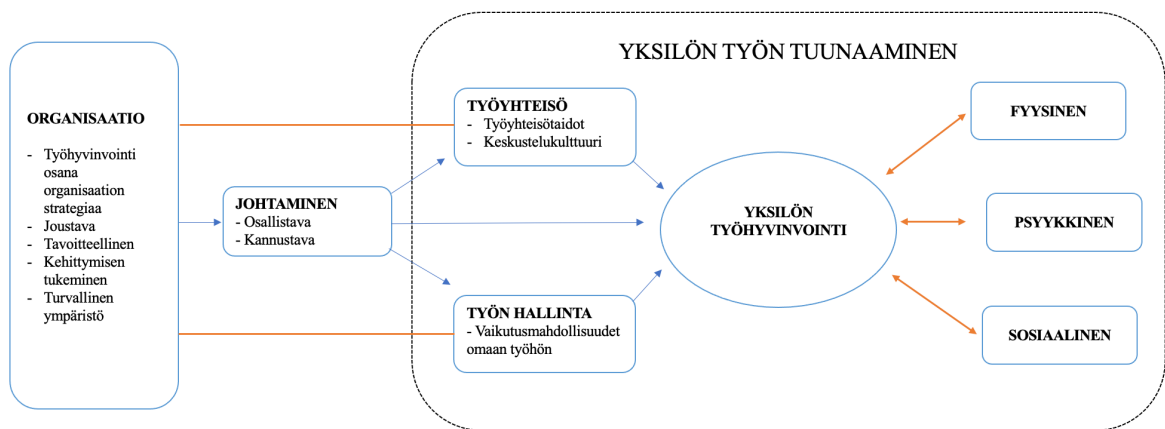 YKSILÖN TYÖN TUUNAAMINEN
ORGANISAATIO
- Työhyvinvointi
osana
organisaation
strategiaa
- Joustava
- Tavoitteellinen
- Kehittymisen
tukeminen
- Turvallinen
ympäristö
JOHTAMINEN
- Osallistava
- Kannustava
TYÖYHTEISÖ
- Työyhteisötaidot
- Keskustelukulttuuri
TYÖN HALLINTA
- Vaikutusmahdollisuudet
omaan työhön
YKSILÖN
TYÖHYVINVOINTI
FYYSINEN
PSYYKKINEN
SOSIAALINEN